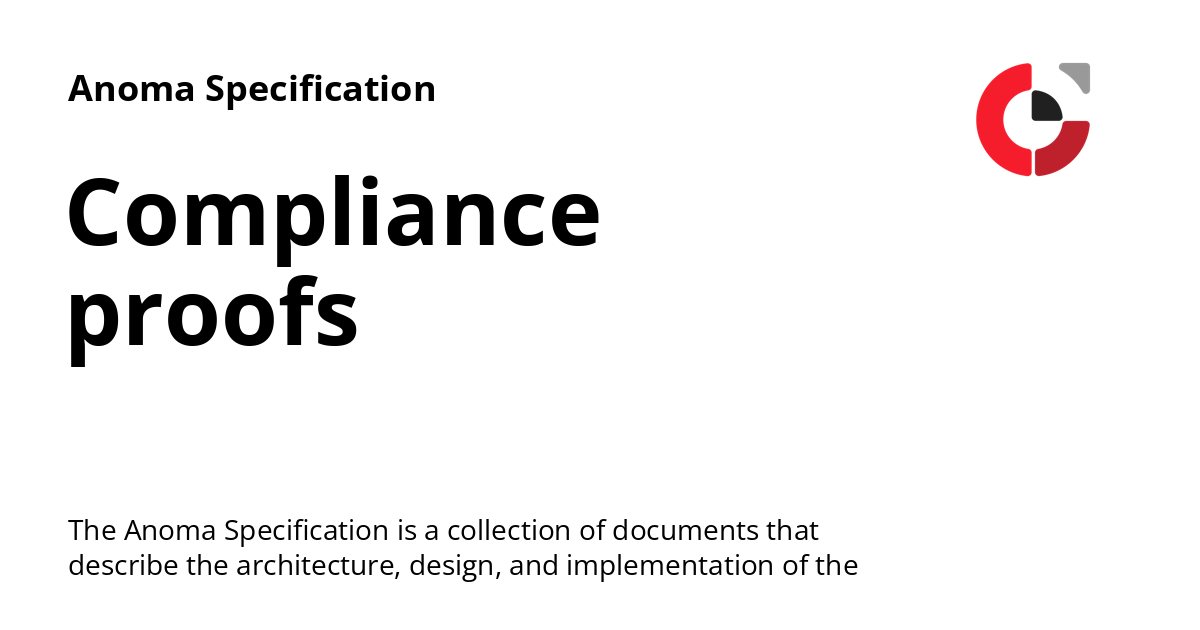 Anoma Specification
Compliance
proofs
The Anoma Specification is a collection of documents that
describe the architecture, design, and implementation of the